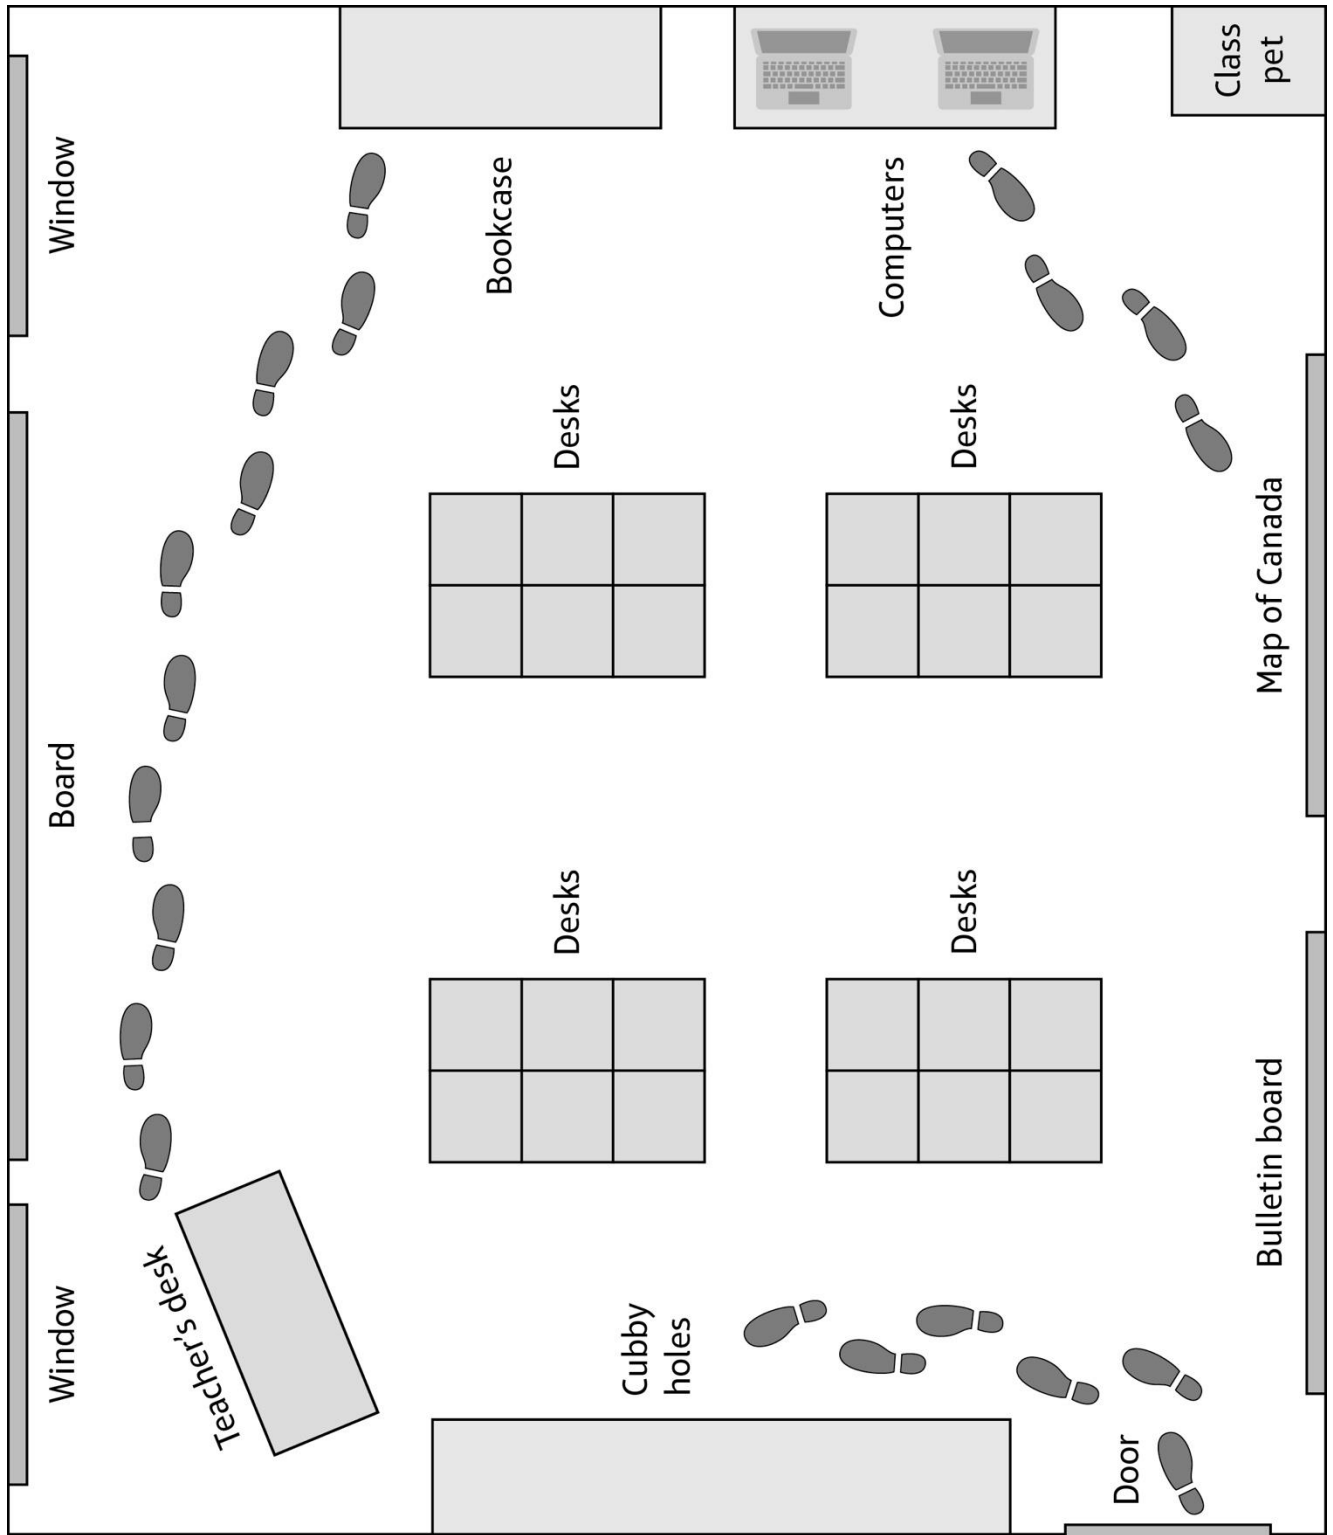 Window
Board
Window
Teacher's desk
Bookcase
Computers
Class
pet
Desks
Desks
Desks
Desks
Cubby
holes
Map of Canada
Bulletin board
Door